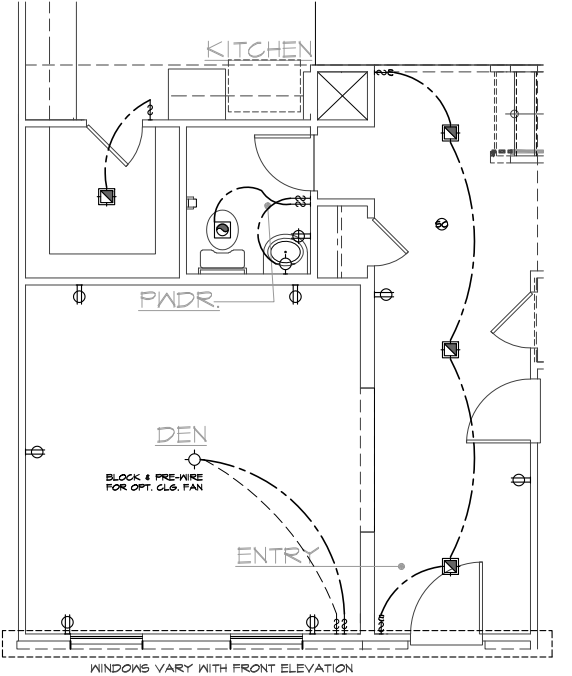 KITCHEN
PWDR.
DEN
BLOCK & PRE-WIRE
FOR OPT. CLG. FAN
ENTRY
WINDOWS VARY WITH FRONT ELEVATION